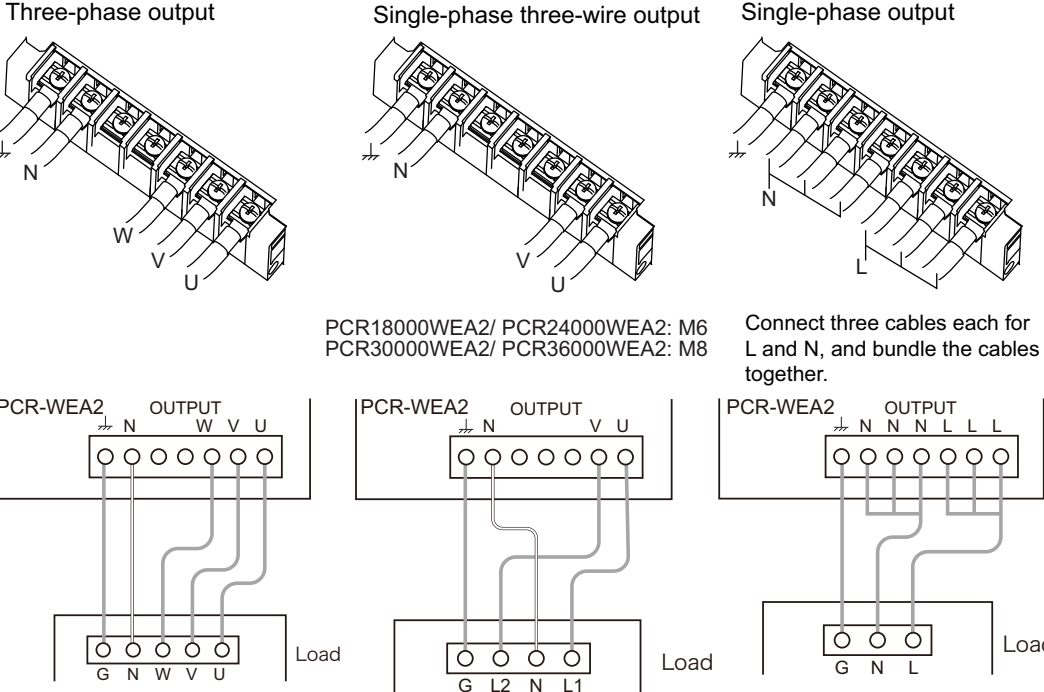 Three-phase output
Single-phase three-wire output
Single-phase output
N
W
V
U
N
V
U
N
L
PCR18000WEA2/ PCR24000WEA2: M6
PCR30000WEA2/ PCR36000WEA2: M8
Connect three cables each for
L and N, and bundle the cables
together.
PCR-WEA2
OUTPUT
N W V U
G N W V U
Load
PCR-WEA2
OUTPUT
N V U
G L2 N L1
Load
PCR-WEA2
OUTPUT
N N N L L L
G N L
Load